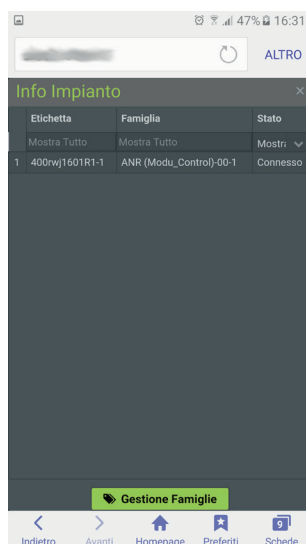 47% 16:31
ALTRO
Info Impianto ×
Etichetta Famiglia Stato
Mostra Tutto Mostra Tutto Mostra
1 400rwj1601R1-1 ANR (Modu_Control)-00-1 Connesso
Gestione Famiglie
9
Indietro Avanti Homepage Preferiti Schede